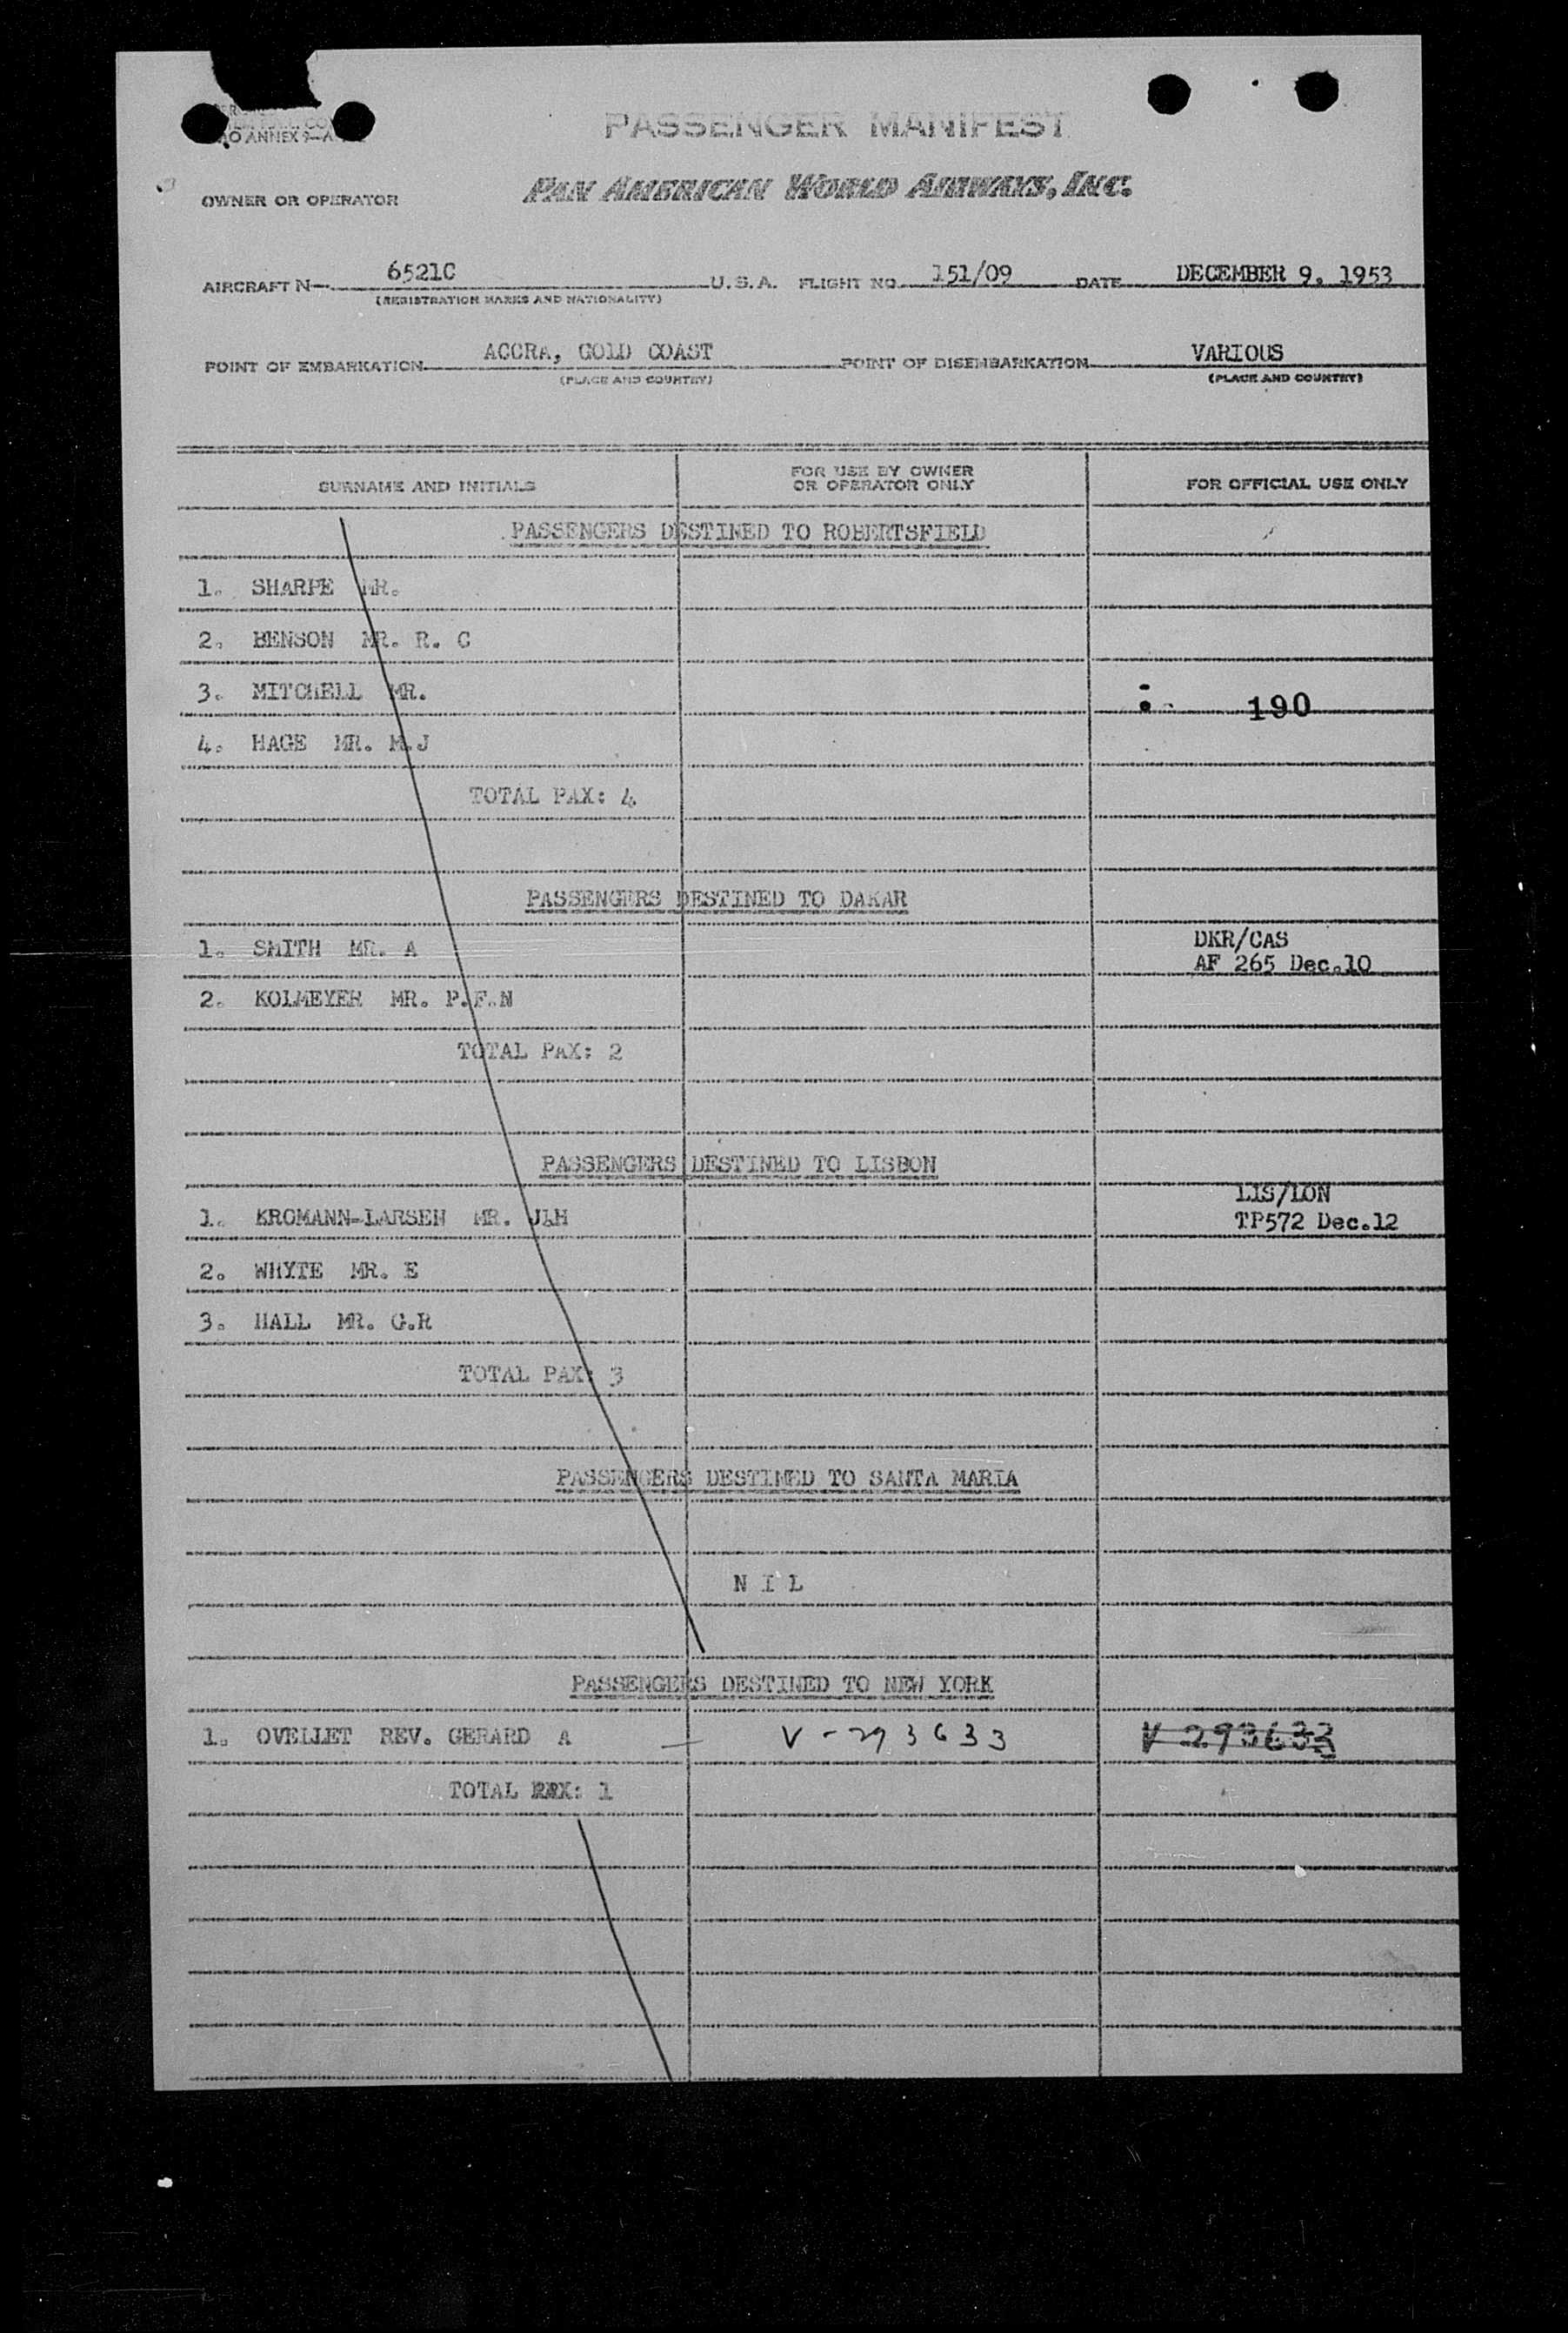 O ANNEX 9-A
PASSENGER MANIFEST
OWNER OR OPERATOR PAN AMERICAN WORLD AIRWAYS, INC.
AIRCRAFT N- 6521C U.S.A. FLIGHT NO. 151/09 DATE DECEMBER 9, 1953
(REGISTRATION MARKS AND NATIONALITY)
POINT OF EMBARKATION ACCRA, GOLD COAST POINT OF DISEMBARKATION VARIOUS
(PLACE AND COUNTRY) (PLACE AND COUNTRY)
SURNAME AND INITIALS FOR USE BY OWNER OR OPERATOR ONLY FOR OFFICIAL USE ONLY
PASSENGERS DESTINED TO ROBERTSFIELD
1. SHARPE MR.
2. BENSON MR. R. C
3. MITCHELL MR. 190
4. HAGE MR. M.J
TOTAL PAX: 4
PASSENGERS DESTINED TO DAKAR
DKR/CAS
1. SMITH MR. A AF 265 Dec.10
2. KOLMEYER MR. P.F.N
TOTAL PAX: 2
PASSENGERS DESTINED TO LISBON
LIS/LON
1. KROMANN-LARSEN MR. J&H TP572 Dec.12
2. WHYTE MR. E
3. HALL MR. G.R
TOTAL PAX: 3
PASSENGERS DESTINED TO SANTA MARIA
N I L
PASSENGERS DESTINED TO NEW YORK
1. OVELLET REV. GERARD A — V-293633 V 293633
TOTAL PAX: 1